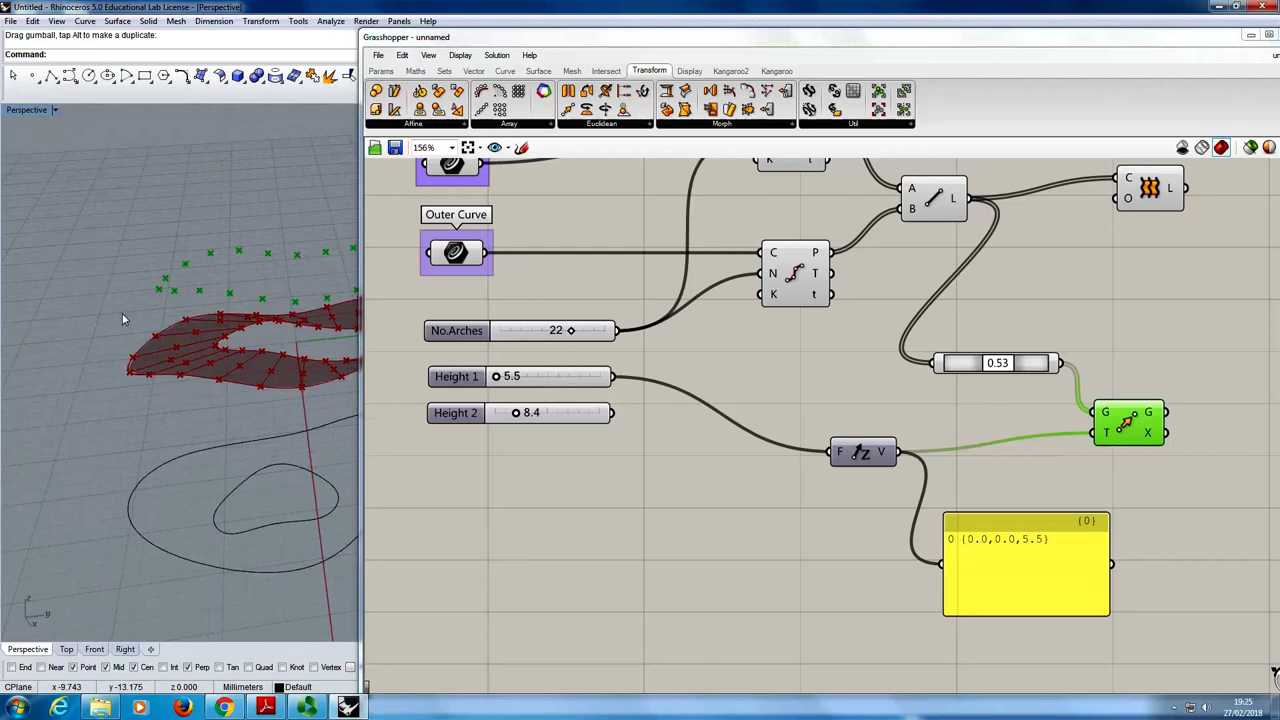 Untitled - Rhinoceros 5.0 Educational Lab License - [Perspective]
File Edit View Curve Surface Solid Mesh Dimension Transform Tools Analyze Render Panels Help
Drag gumball, tap Alt to make a duplicate:
Command:
Perspective
Grasshopper - unnamed
File Edit View Display Solution Help
Params Maths Sets Vector Curve Surface Mesh Intersect Transform Display Kangaroo2 Kangaroo
Affine Array Euclidean Morph Util
156%
K t
A
B L
C
O L
Outer Curve
C P
N T
K t
No.Arches 22
Height 1 5.5
Height 2 8.4
0.53
G G
T X
F Z V
{0}
0 {0.0,0.0,5.5}
z
y
x
Perspective Top Front Right
End Near Point Mid Cen Int Perp Tan Quad Knot Vertex
CPlane x -9.743 y -13.175 z 0.000 Millimeters Default
19:25
27/02/2018